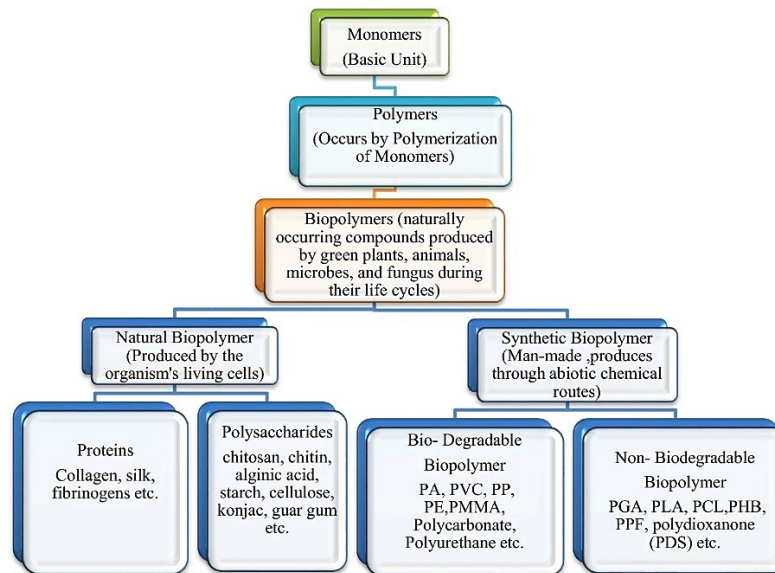 Monomers
(Basic Unit)
Polymers
(Occurs by Polymerization
of Monomers)
Biopolymers (naturally
occurring compounds produced
by green plants, animals,
microbes, and fungus during
their life cycles)
Natural Biopolymer
(Produced by the
organism's living cells)
Synthetic Biopolymer
(Man-made ,produces
through abiotic chemical
routes)
Proteins
Collagen, silk,
fibrinogens etc.
Polysaccharides
chitosan, chitin,
alginic acid,
starch, cellulose,
konjac, guar gum
etc.
Bio- Degradable
Biopolymer
PA, PVC, PP,
PE,PMMA,
Polycarbonate,
Polyurethane etc.
Non- Biodegradable
Biopolymer
PGA, PLA, PCL,PHB,
PPF, polydioxanone
(PDS) etc.